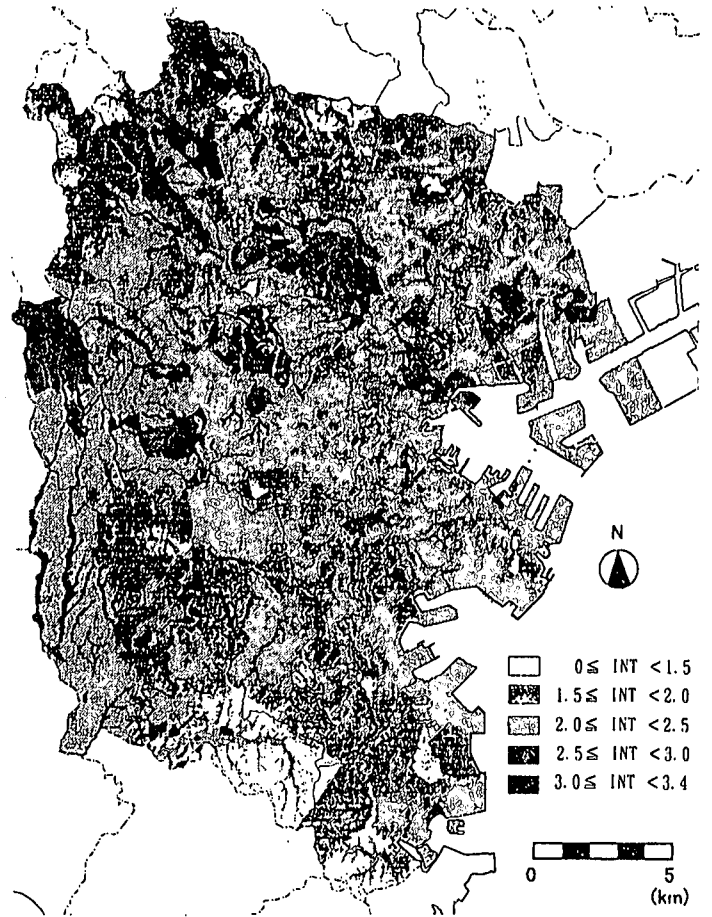 N
0≦ INT <1.5
1.5≦ INT <2.0
2.0≦ INT <2.5
2.5≦ INT <3.0
3.0≦ INT <3.4
0 5
(km)